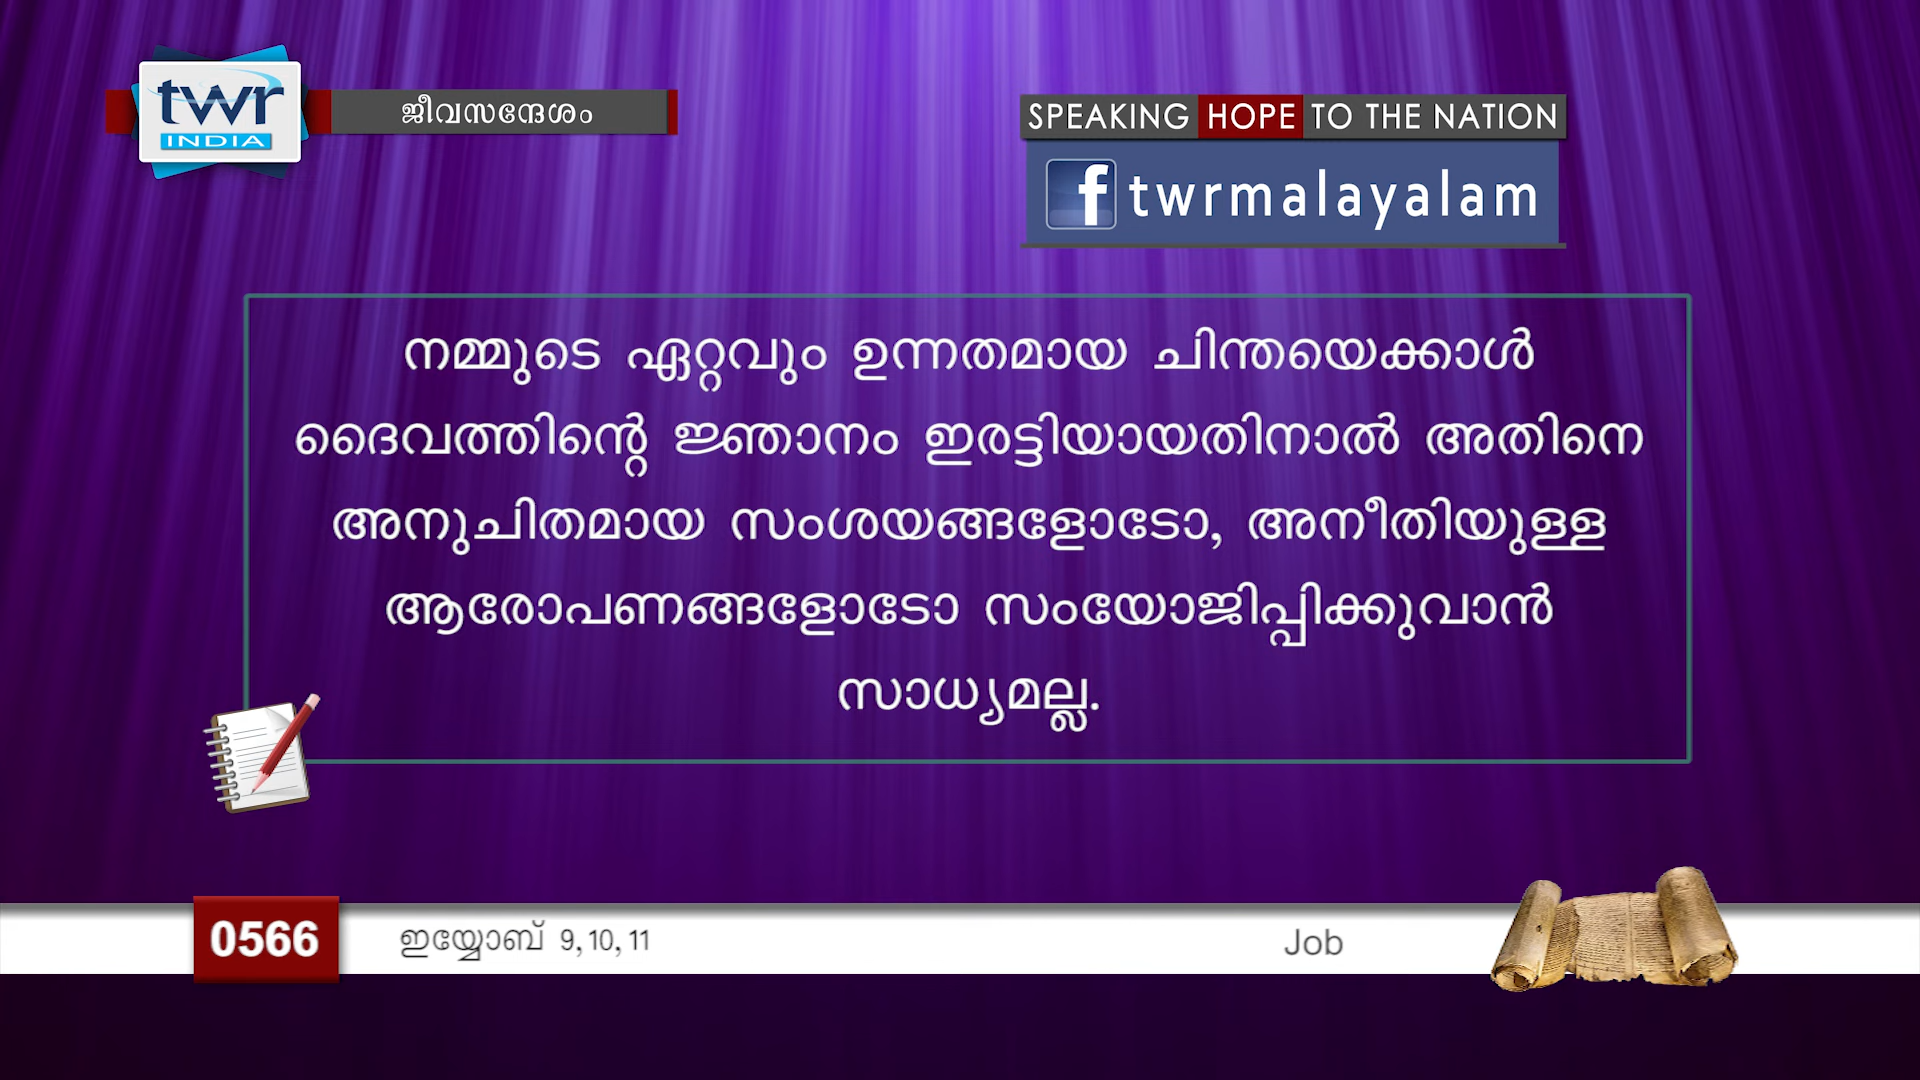 twr
INDIA
ജീവസന്ദേശം
SPEAKING HOPE TO THE NATION
f twrmalayalam
നമ്മുടെ ഏറ്റവും ഉന്നതമായ ചിന്തയെക്കാൾ
ദൈവത്തിന്റെ ജ്ഞാനം ഇരട്ടിയായതിനാൽ അതിനെ
അനുചിതമായ സംശയങ്ങളോടോ, അനീതിയുള്ള
ആരോപണങ്ങളോടോ സംയോജിപ്പിക്കുവാൻ
സാധ്യമല്ല.
0566 ഇയ്യോബ് 9, 10, 11 Job